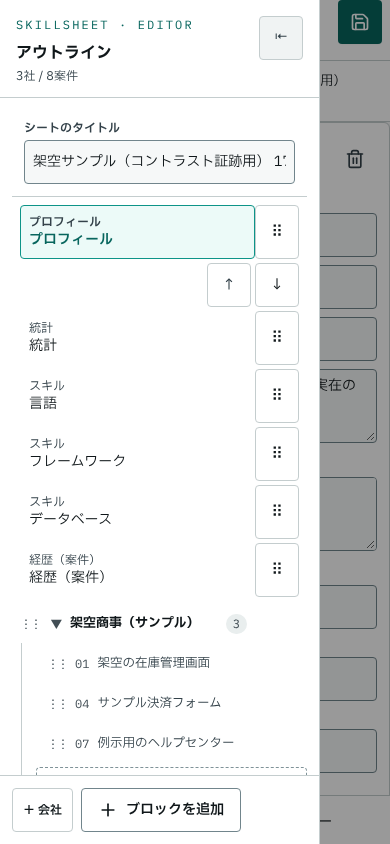 SKILLSHEET · EDITOR
アウトライン
3社 / 8案件
シートのタイトル
架空サンプル（コントラスト証跡用） 1
プロフィール
プロフィール
統計
統計
スキル
言語
スキル
フレームワーク
スキル
データベース
経歴（案件）
経歴（案件）
▼ 架空商事（サンプル） 3
01 架空の在庫管理画面
04 サンプル決済フォーム
07 例示用のヘルプセンター
+ 会社
+ ブロックを追加
用）
実在の